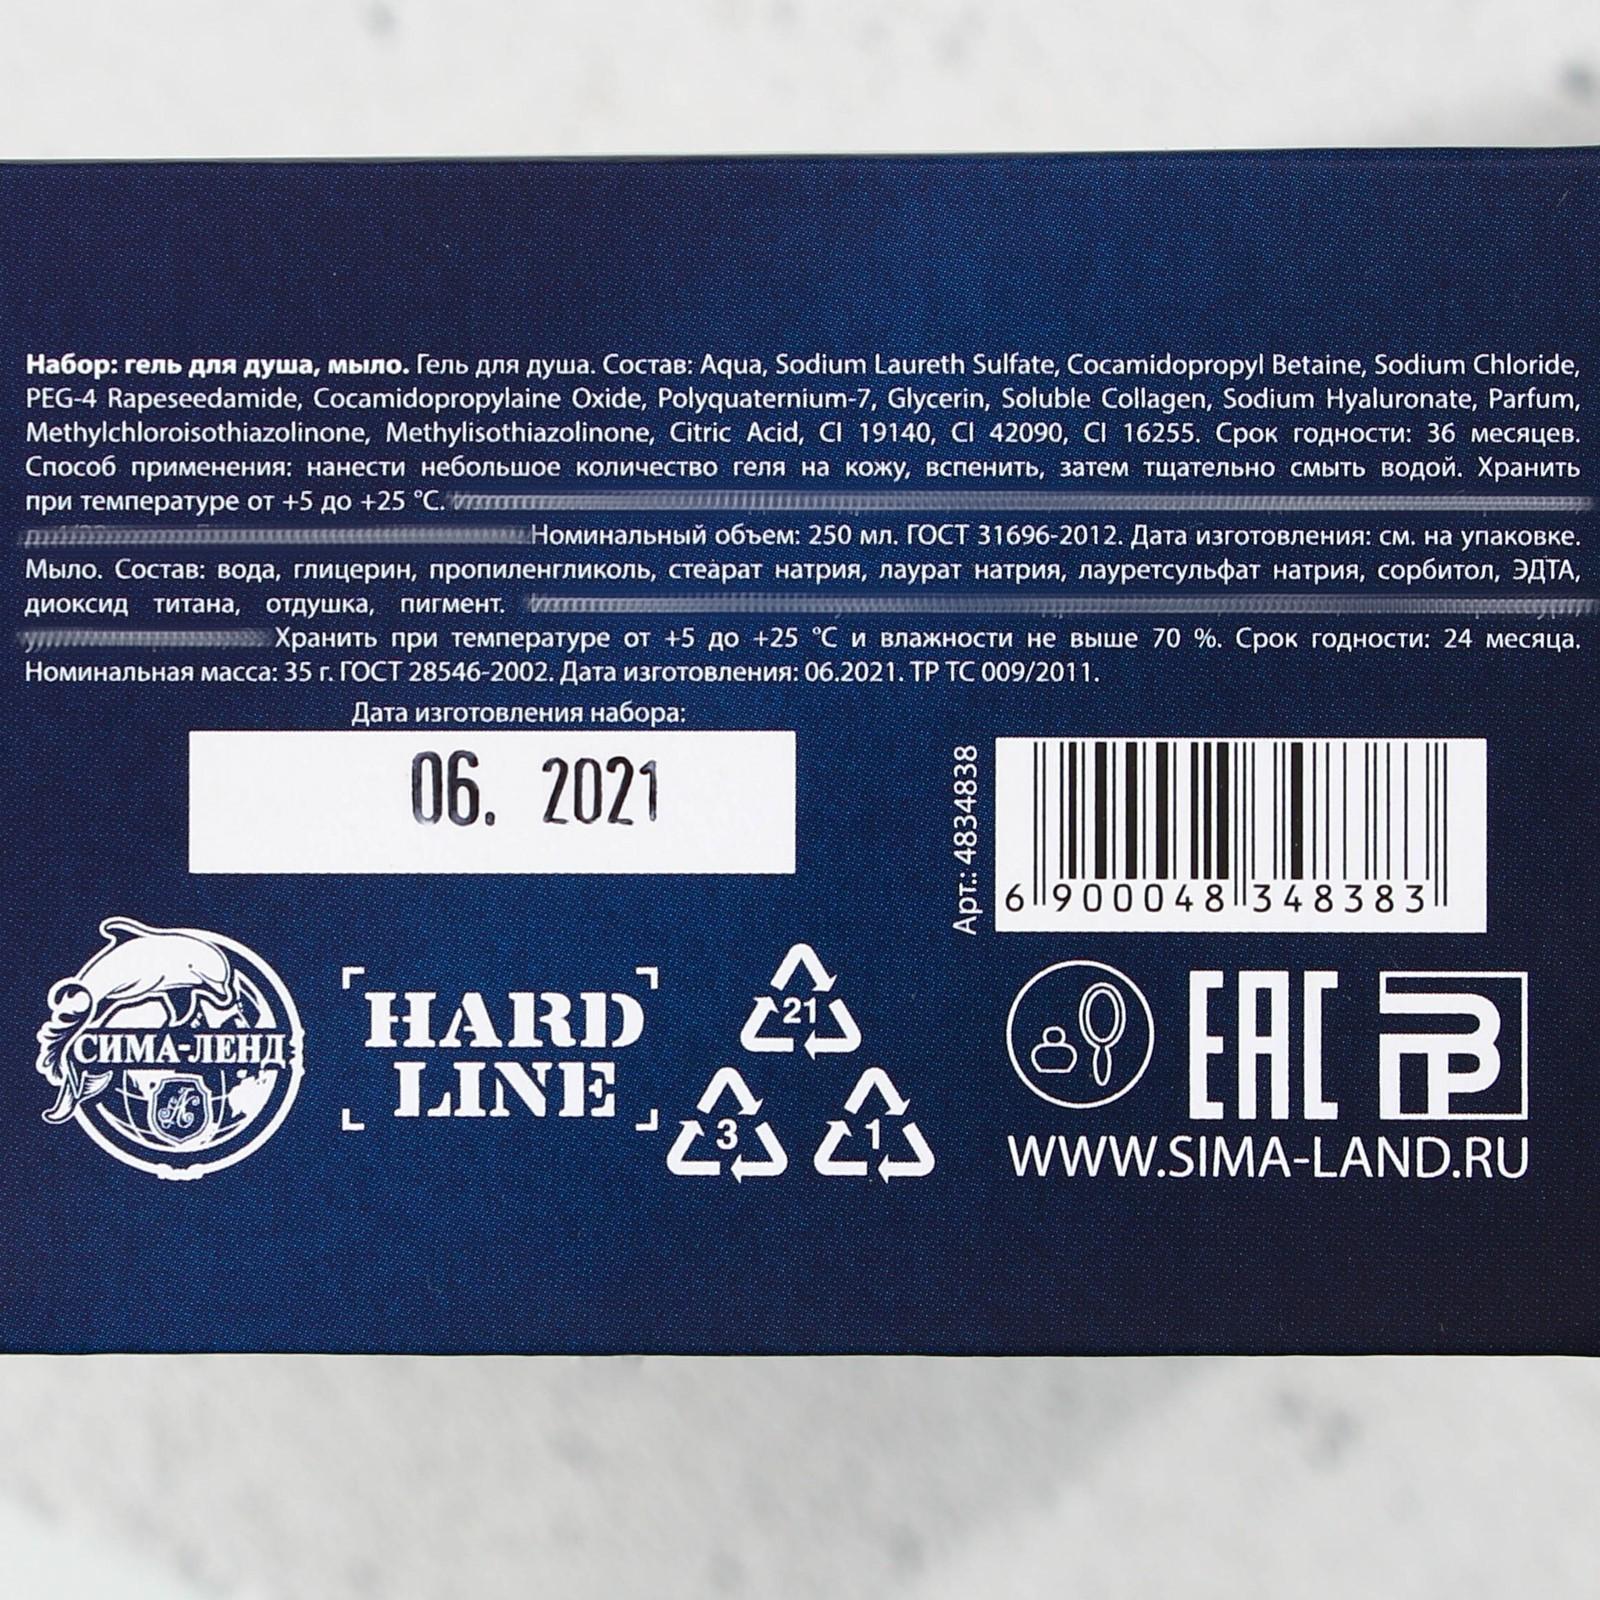 Набор: гель для душа, мыло. Гель для душа. Состав: Aqua, Sodium Laureth Sulfate, Cocamidopropyl Betaine, Sodium Chloride,
PEG-4 Rapeseedamide, Cocamidopropylaine Oxide, Polyquaternium-7, Glycerin, Soluble Collagen, Sodium Hyaluronate, Parfum,
Methylchloroisothiazolinone, Methylisothiazolinone, Citric Acid, CI 19140, CI 42090, CI 16255. Срок годности: 36 месяцев.
Способ применения: нанести небольшое количество геля на кожу, вспенить, затем тщательно смыть водой. Хранить
при температуре от +5 до +25 °C.
Номинальный объем: 250 мл. ГОСТ 31696-2012. Дата изготовления: см. на упаковке.
Мыло. Состав: вода, глицерин, пропиленгликоль, стеарат натрия, лаурат натрия, лауретсульфат натрия, сорбитол, ЭДТА,
диоксид титана, отдушка, пигмент.
Хранить при температуре от +5 до +25 °C и влажности не выше 70 %. Срок годности: 24 месяца.
Номинальная масса: 35 г. ГОСТ 28546-2002. Дата изготовления: 06.2021. ТР ТС 009/2011.
Дата изготовления набора:
06. 2021
Арт.: 4834838
6 900048 348383
СИМА-ЛЕНД
HARD
LINE
21
3
1
EAC
WWW.SIMA-LAND.RU